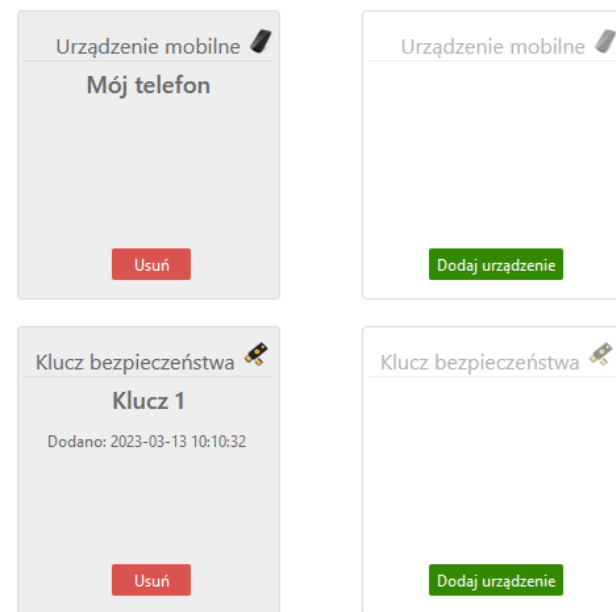 Urządzenie mobilne
Mój telefon
Usuń
Urządzenie mobilne
Dodaj urządzenie
Klucz bezpieczeństwa
Klucz 1
Dodano: 2023-03-13 10:10:32
Usuń
Klucz bezpieczeństwa
Dodaj urządzenie